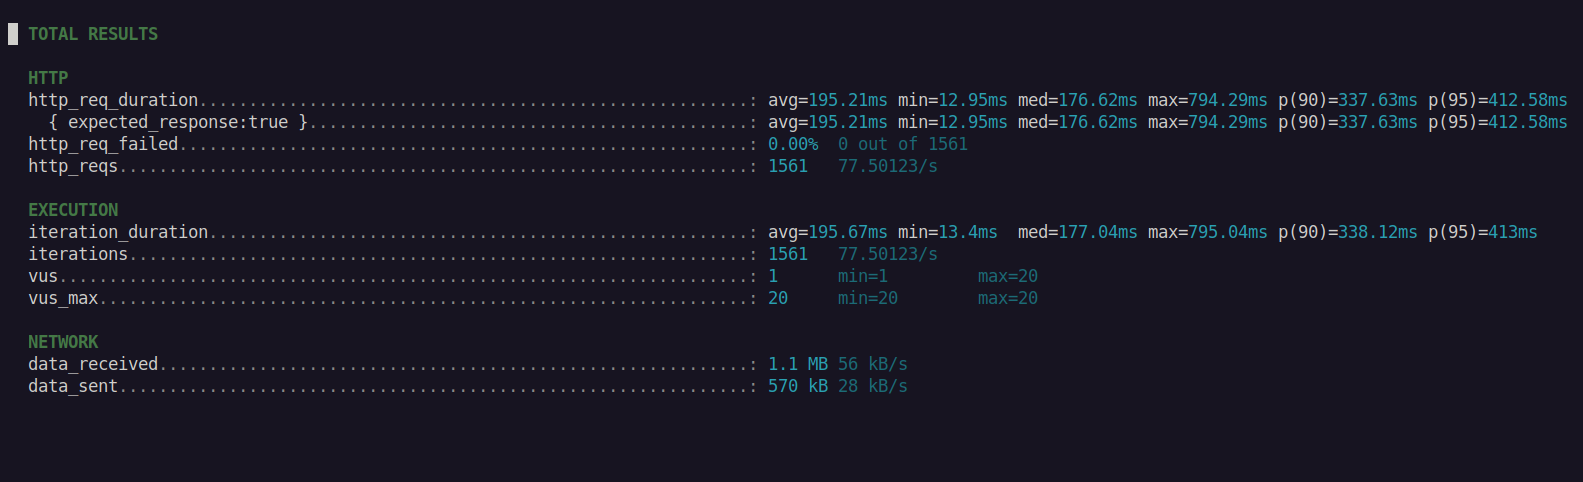 TOTAL RESULTS
HTTP
http_req_duration.......................................................: avg=195.21ms min=12.95ms med=176.62ms max=794.29ms p(90)=337.63ms p(95)=412.58ms
{ expected_response:true }............................................: avg=195.21ms min=12.95ms med=176.62ms max=794.29ms p(90)=337.63ms p(95)=412.58ms
http_req_failed.........................................................: 0.00% 0 out of 1561
http_reqs...............................................................: 1561 77.50123/s
EXECUTION
iteration_duration......................................................: avg=195.67ms min=13.4ms med=177.04ms max=795.04ms p(90)=338.12ms p(95)=413ms
iterations..............................................................: 1561 77.50123/s
vus.....................................................................: 1 min=1 max=20
vus_max.................................................................: 20 min=20 max=20
NETWORK
data_received...........................................................: 1.1 MB 56 kB/s
data_sent...............................................................: 570 kB 28 kB/s